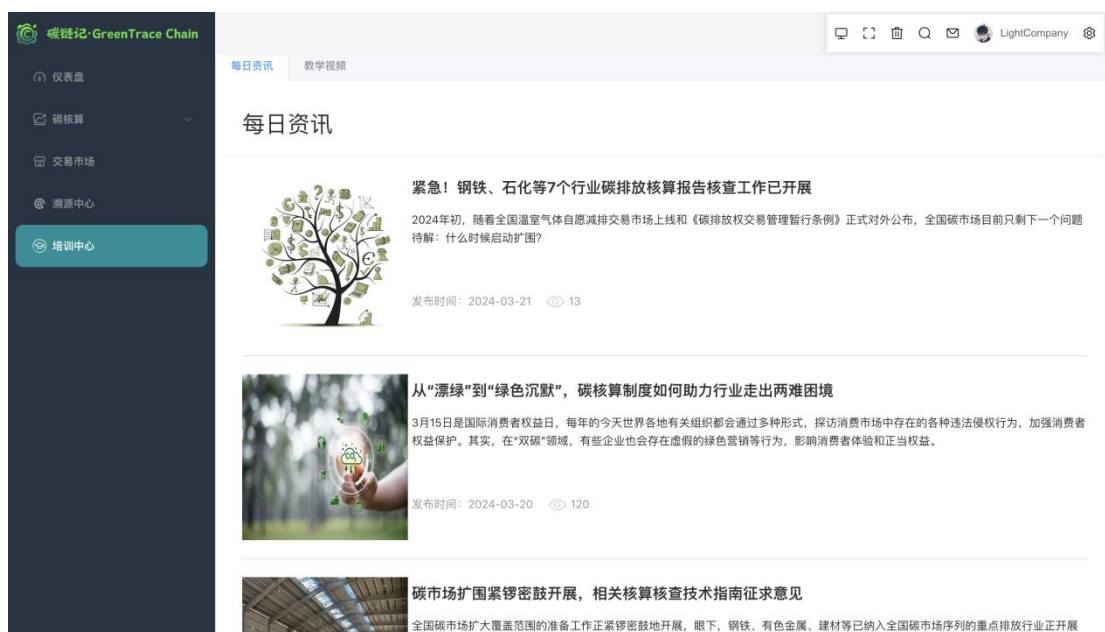 碳链记·GreenTrace Chain
LightCompany
仪表盘
碳核算
交易市场
溯源中心
培训中心
每日资讯
教学视频
每日资讯
紧急！钢铁、石化等7个行业碳排放核算报告核查工作已开展
2024年初，随着全国温室气体自愿减排交易市场上线和《碳排放权交易管理暂行条例》正式对外公布，全国碳市场目前只剩下一个问题
待解：什么时候启动扩围？
发布时间：2024-03-21 13
从“漂绿”到“绿色沉默”，碳核算制度如何助力行业走出两难困境
3月15日是国际消费者权益日，每年的今天世界各地有关组织都会通过多种形式，探访消费市场中存在的各种违法侵权行为，加强消费者
权益保护。其实，在“双碳”领域，有些企业也会存在虚假的绿色营销等行为，影响消费者体验和正当权益。
发布时间：2024-03-20 120
碳市场扩围紧锣密鼓开展，相关核算核查技术指南征求意见
全国碳市场扩大覆盖范围的准备工作正紧锣密鼓地开展，眼下，钢铁、有色金属、建材等已纳入全国碳市场序列的重点排放行业正开展
CO₂